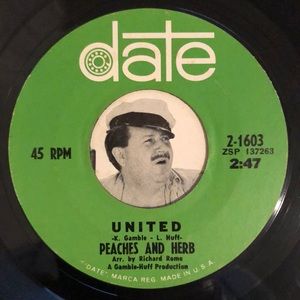 date
45 RPM
Z-1603
ZSP 137263
2:47
UNITED
-K. Gamble - L. Huff-
PEACHES AND HERB
Arr. by Richard Rome
A Gamble-Huff Production
"DATE" MARCA REG. MADE IN U.S.A.